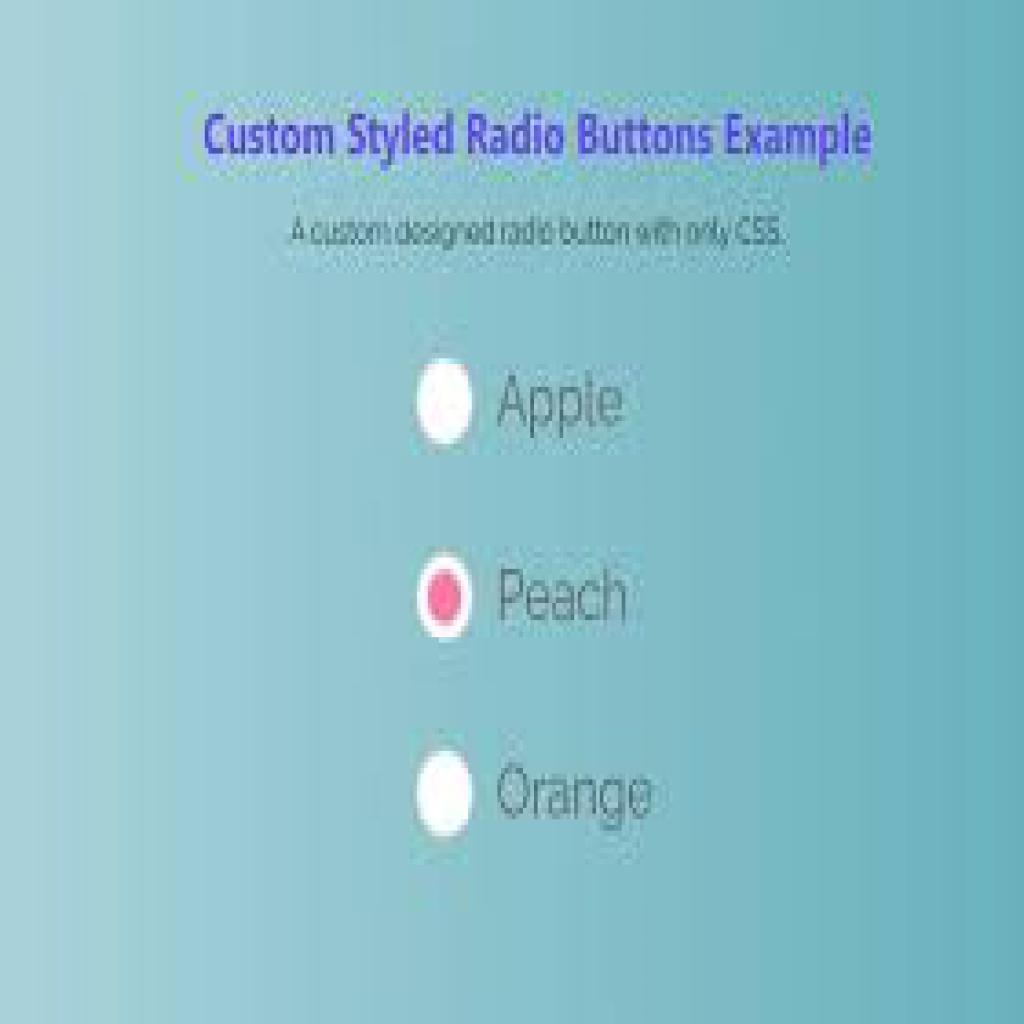 Custom Styled Radio Buttons Example
A custom designed radio button with only CSS.
Apple
Peach
Orange